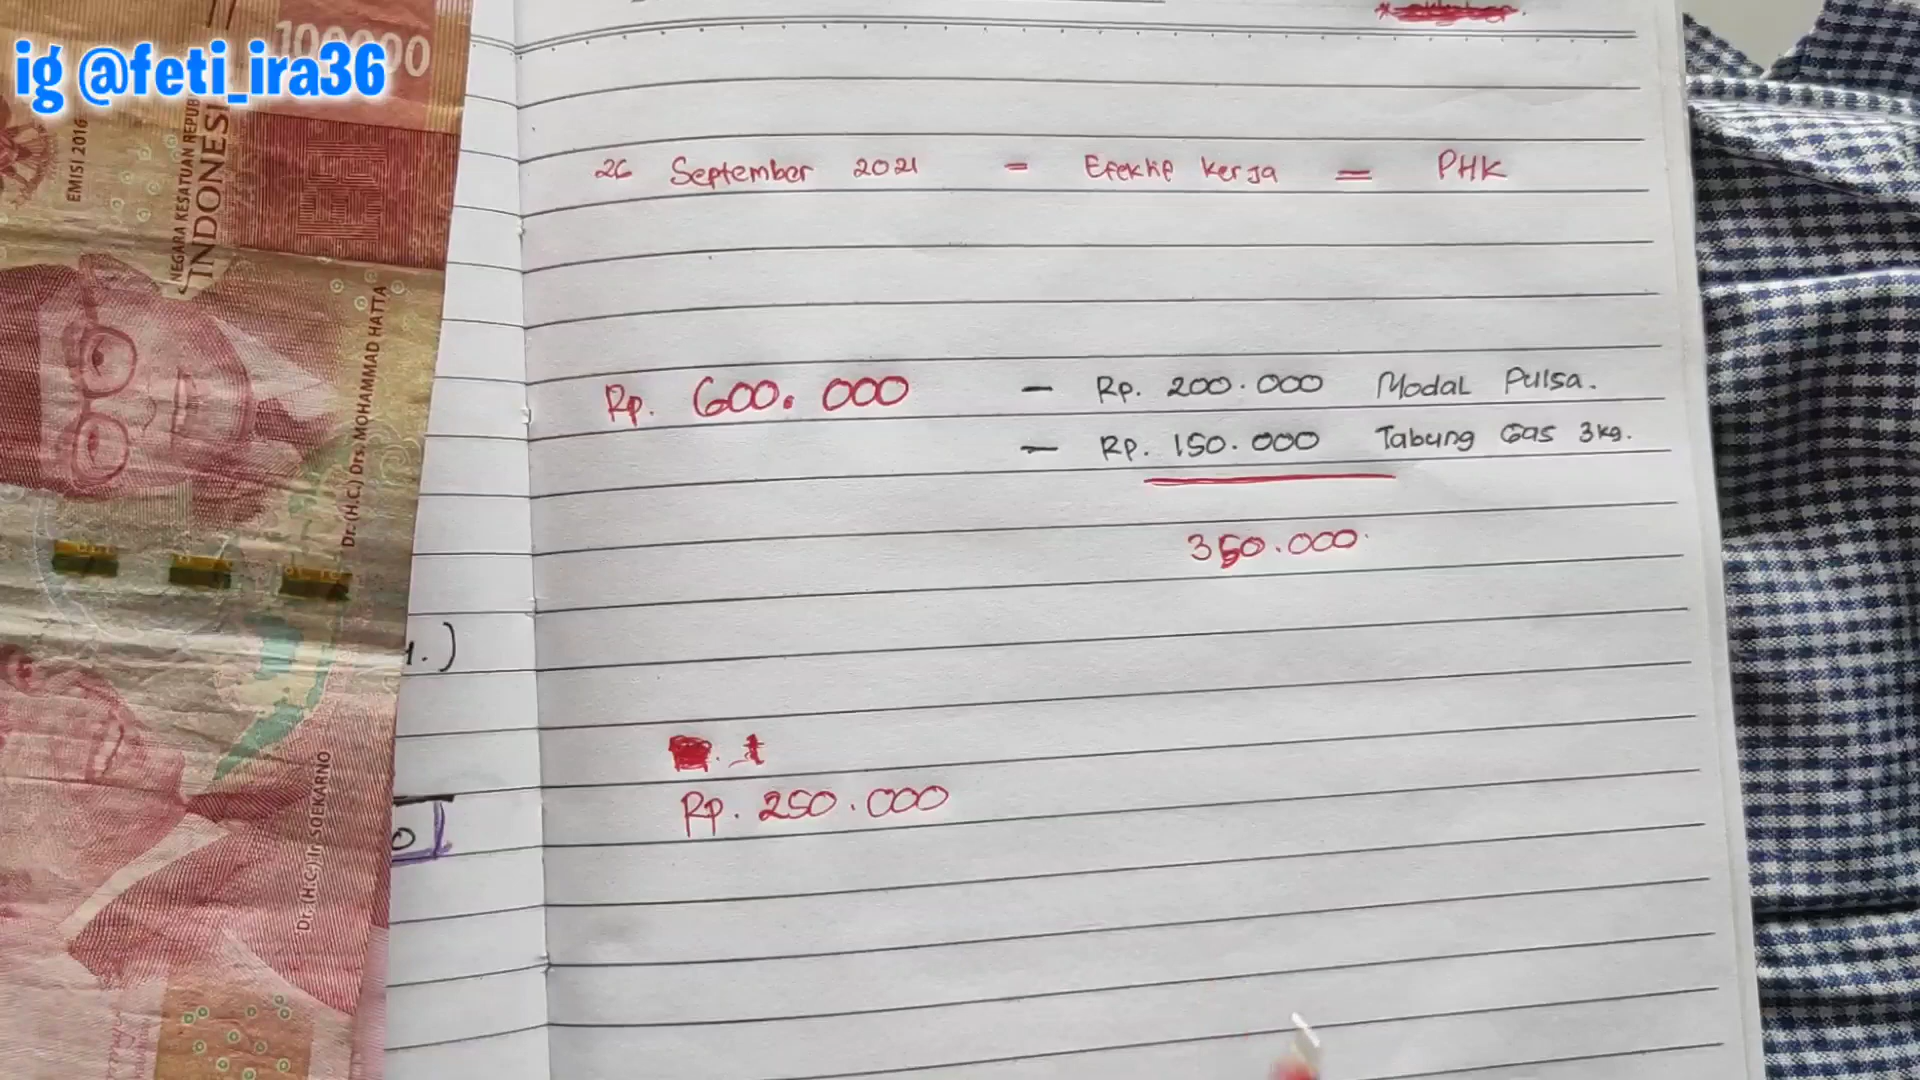 ig @feti_ira36
100000
EMISI 2016
NEGARA KESATUAN REPUB
INDONESI
Dr. (H.C.) Drs. MOHAMMAD HATTA
Dr. (H.C.) Ir. SOEKARNO
26 September 2021 = Efektif kerja = PHK
Rp. 600.000 - Rp. 200.000 Modal Pulsa.
- Rp. 150.000 Tabung Gas 3kg.
350.000.
Rp. 250.000